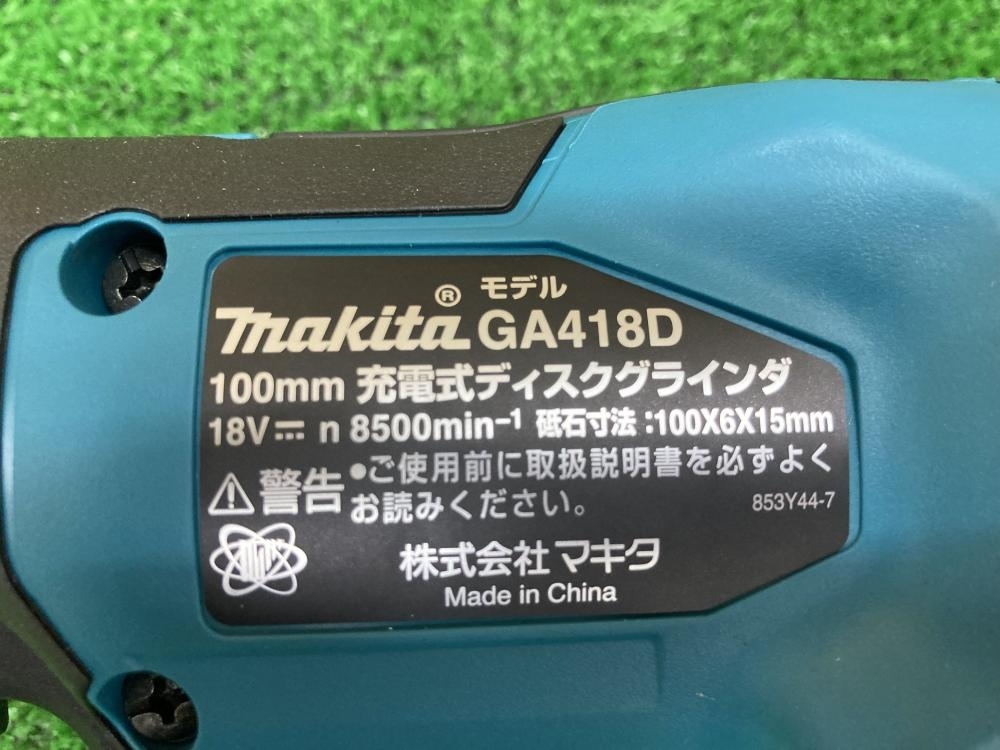 モデル
makita® GA418D
100mm 充電式ディスクグラインダ
18V⎓ n 8500min⁻¹ 砥石寸法:100X6X15mm
⚠警告 ●ご使用前に取扱説明書を必ずよく
お読みください。
853Y44-7
株式会社 マキタ
Made in China